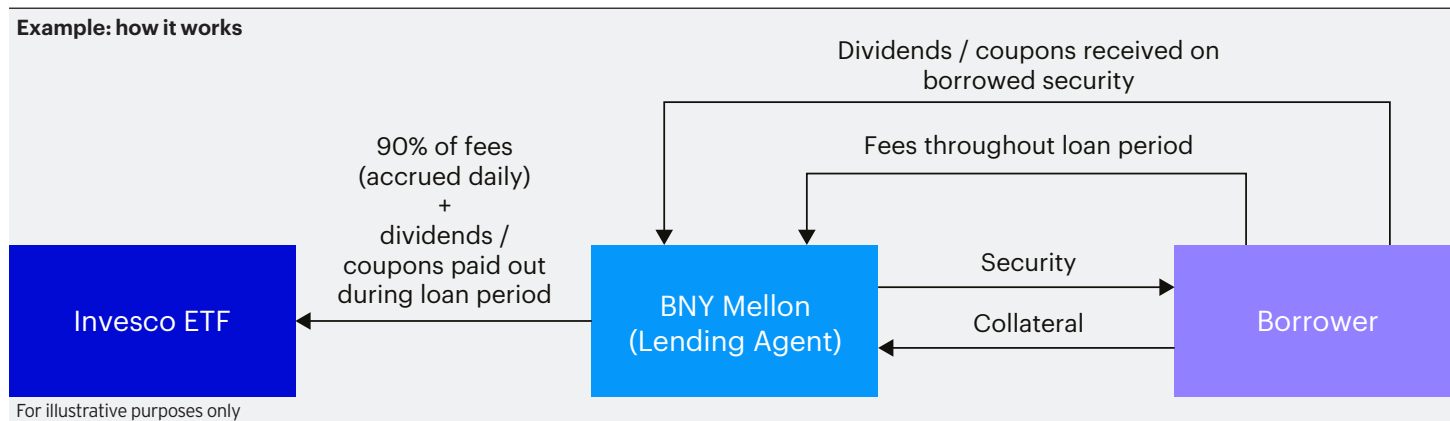 Example: how it works
Dividends / coupons received on
borrowed security
90% of fees
(accrued daily)
+
dividends /
coupons paid out
during loan period
Fees throughout loan period
Invesco ETF
BNY Mellon
(Lending Agent)
Security
Collateral
Borrower
For illustrative purposes only